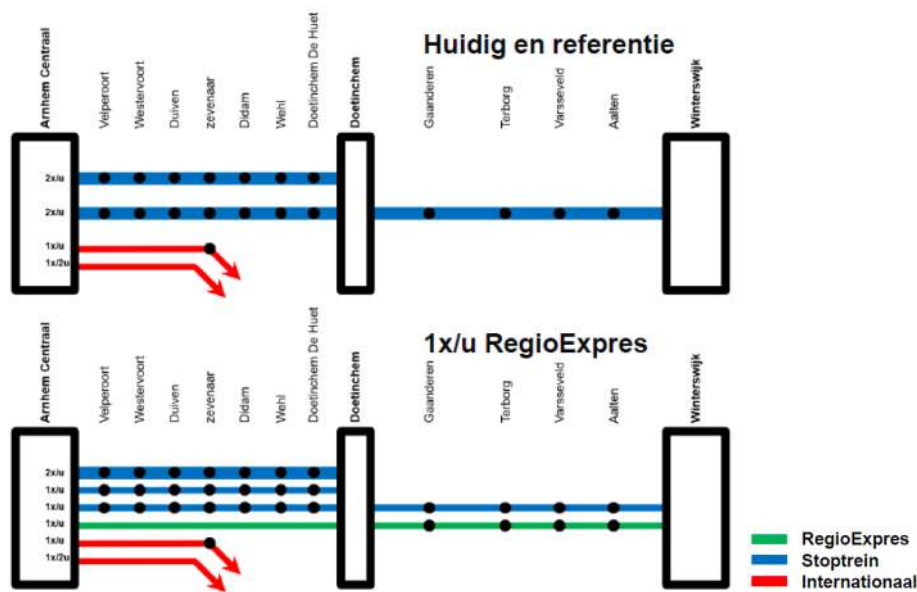 Huidig en referentie
Arnhem Centraal
Velperoort
Westervoort
Duiven
zevenaar
Didam
Wehl
Doetinchem De Huet
Doetinchem
Gaanderen
Terborg
Varsseveld
Aalten
Winterswijk
2x/u
2x/u
1x/u
1x/2u
1x/u RegioExpres
Arnhem Centraal
Velperoort
Westervoort
Duiven
zevenaar
Didam
Wehl
Doetinchem De Huet
Doetinchem
Gaanderen
Terborg
Varsseveld
Aalten
Winterswijk
2x/u
1x/u
1x/u
1x/u
1x/u
1x/2u
RegioExpres
Stoptrein
Internationaal